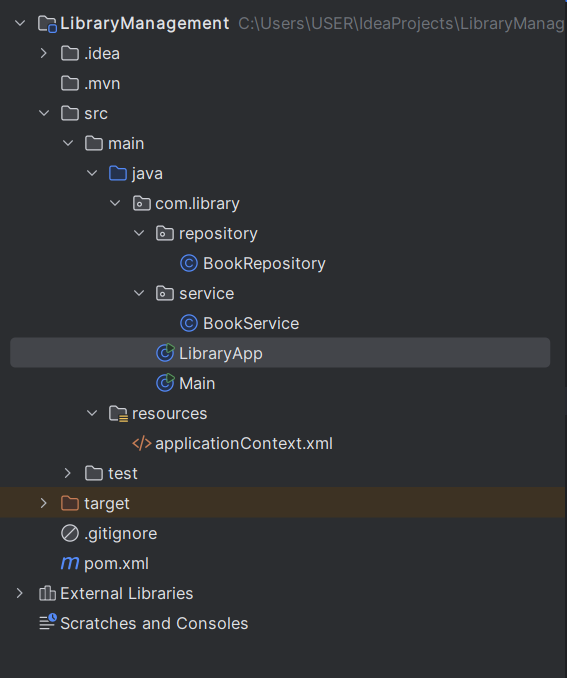 LibraryManagement C:\Users\USER\IdeaProjects\LibraryManag
.idea
.mvn
src
main
java
com.library
repository
BookRepository
service
BookService
LibraryApp
Main
resources
applicationContext.xml
test
target
.gitignore
pom.xml
External Libraries
Scratches and Consoles